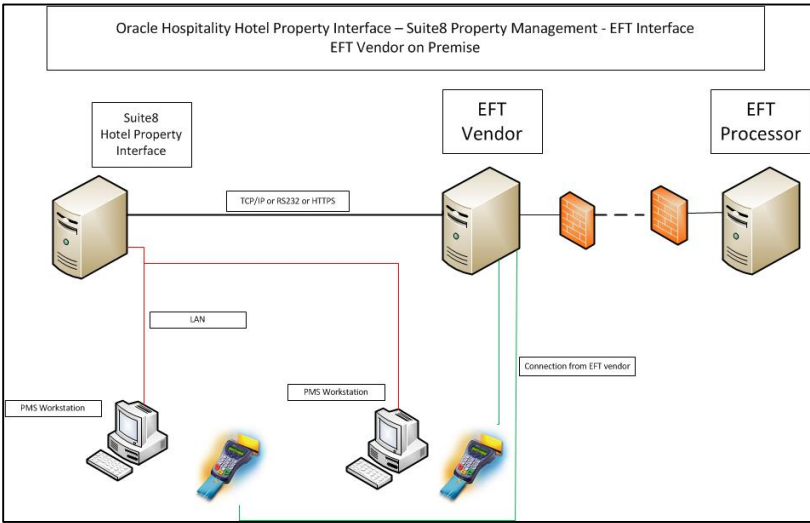 Oracle Hospitality Hotel Property Interface – Suite8 Property Management - EFT Interface
EFT Vendor on Premise
Suite8
Hotel Property
Interface
EFT
Vendor
EFT
Processor
TCP/IP or RS232 or HTTPS
LAN
Connection from EFT vendor
PMS Workstation
PMS Workstation